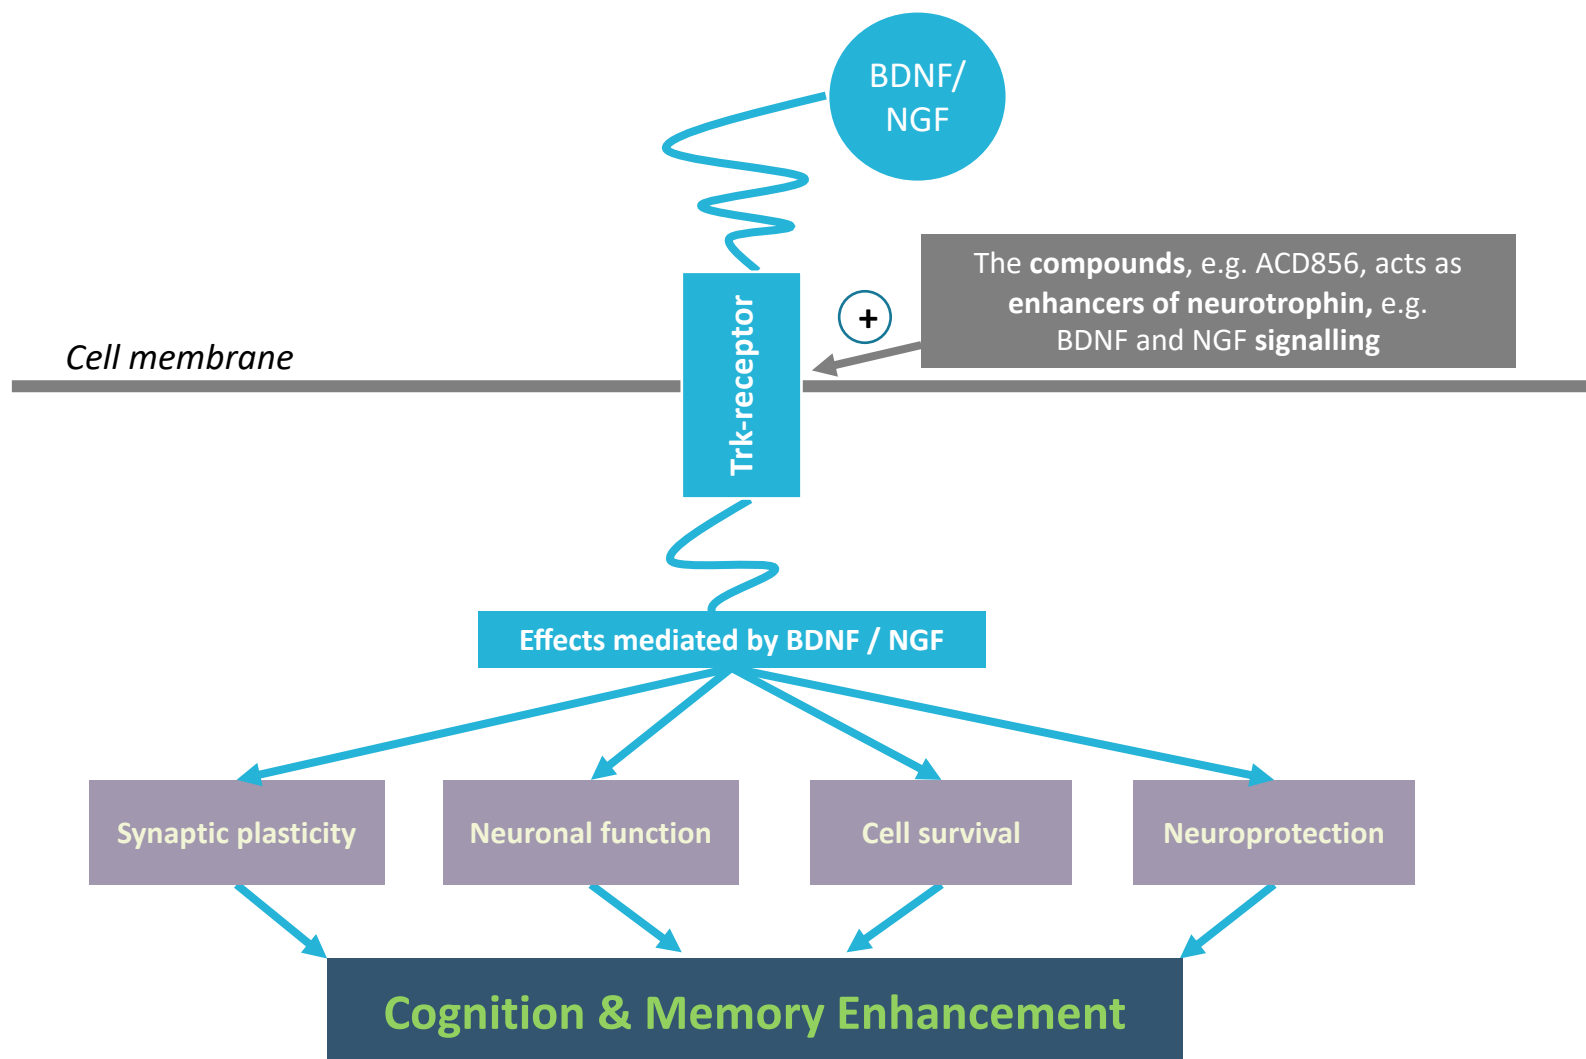 BDNF/
NGF
The compounds, e.g. ACD856, acts as
enhancers of neurotrophin, e.g.
BDNF and NGF signalling
+
Cell membrane
Trk-receptor
Effects mediated by BDNF / NGF
Synaptic plasticity
Neuronal function
Cell survival
Neuroprotection
Cognition & Memory Enhancement